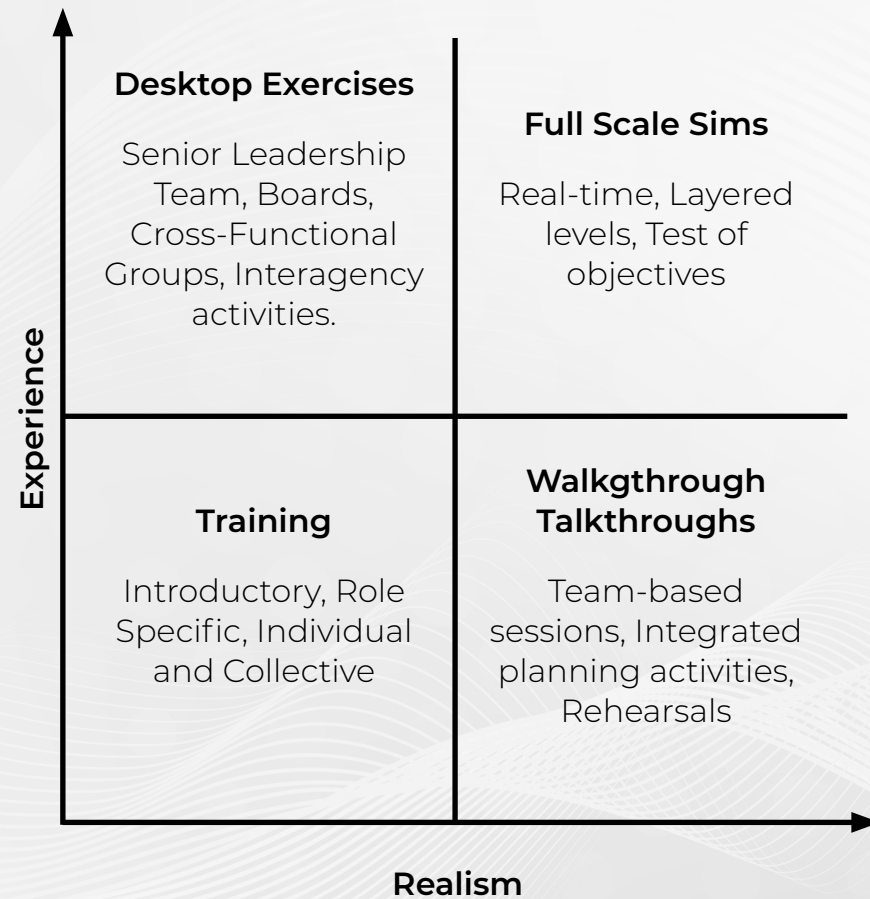 Desktop Exercises
Senior Leadership
Team, Boards,
Cross-Functional
Groups, Interagency
activities.
Full Scale Sims
Real-time, Layered
levels, Test of
objectives
Experience
Training
Introductory, Role
Specific, Individual
and Collective
Walkgthrough
Talkthroughs
Team-based
sessions, Integrated
planning activities,
Rehearsals
Realism